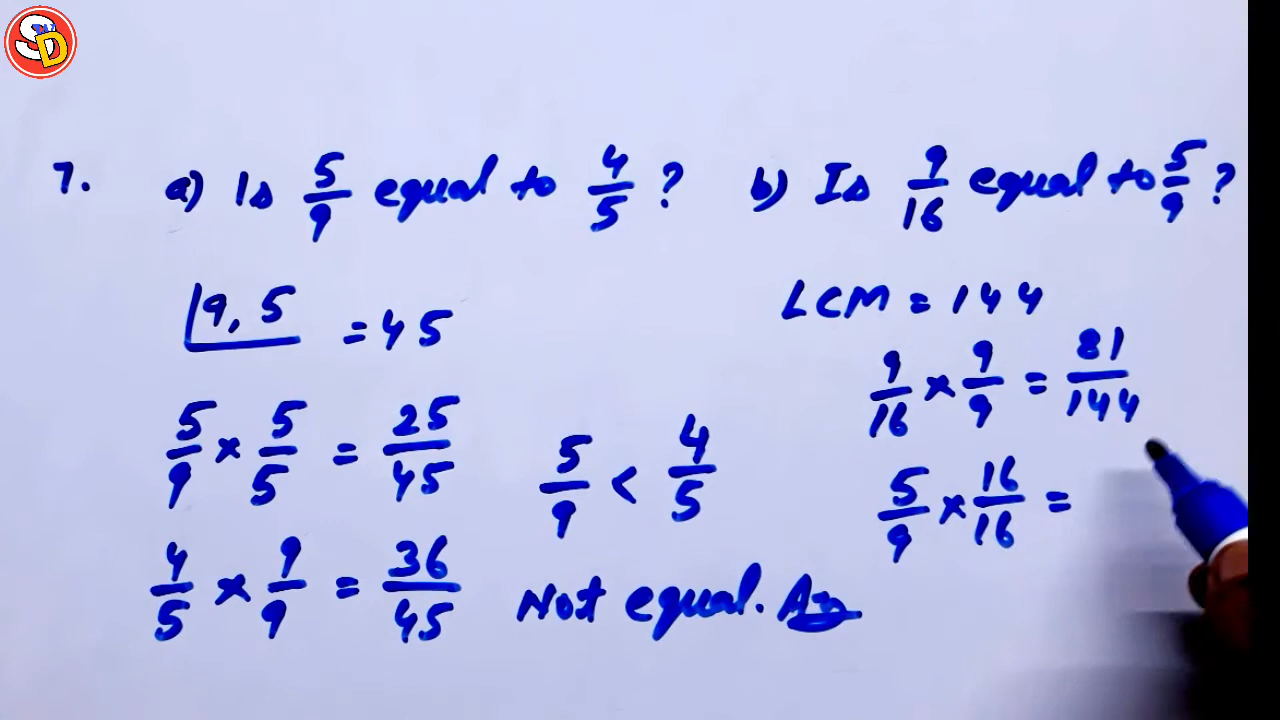 SD
7. a) Is 5/9 equal to 4/5 ? b) Is 9/16 equal to 5/9 ?
9, 5 = 45
5/9 × 5/5 = 25/45
4/5 × 9/9 = 36/45
5/9 < 4/5
Not equal. Ans
LCM = 144
9/16 × 9/9 = 81/144
5/9 × 16/16 =